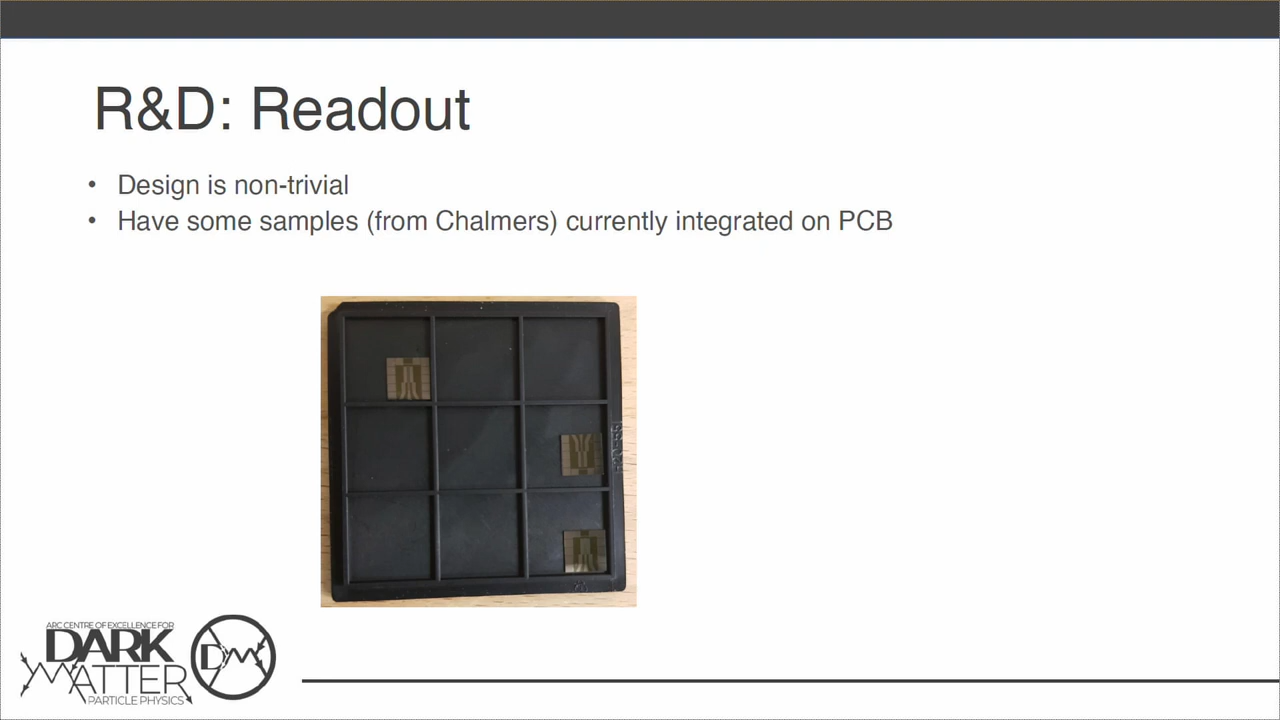 R&D: Readout
• Design is non-trivial
• Have some samples (from Chalmers) currently integrated on PCB
ARC CENTRE OF EXCELLENCE FOR
DARK
MATTER
PARTICLE PHYSICS
DM